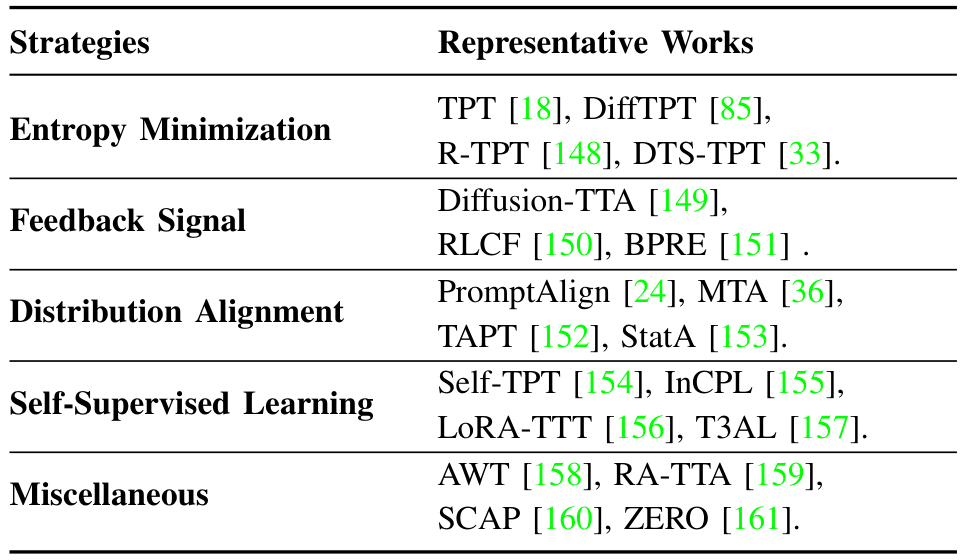 Strategies Representative Works
Entropy Minimization
TPT [18], DiffTPT [85],
R-TPT [148], DTS-TPT [33].
Feedback Signal
Diffusion-TTA [149],
RLCF [150], BPRE [151] .
Distribution Alignment
PromptAlign [24], MTA [36],
TAPT [152], StatA [153].
Self-Supervised Learning
Self-TPT [154], InCPL [155],
LoRA-TTT [156], T3AL [157].
Miscellaneous
AWT [158], RA-TTA [159],
SCAP [160], ZERO [161].